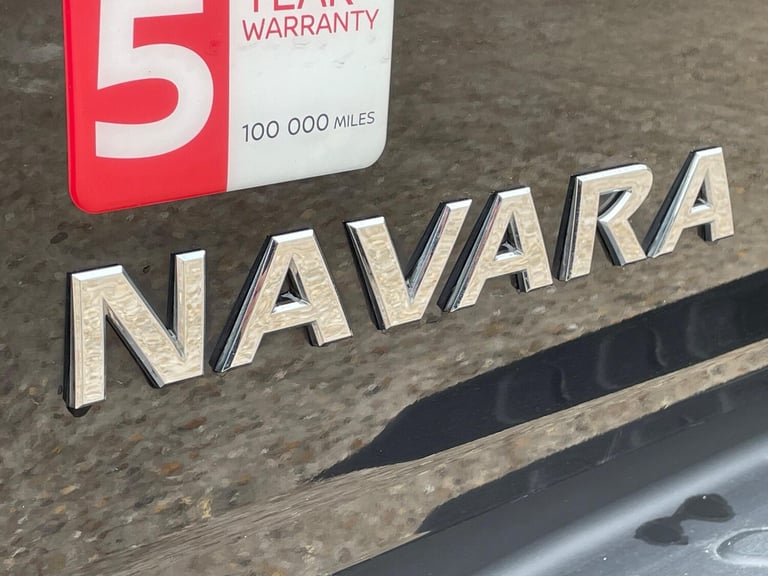 5
YEAR
WARRANTY
100 000 MILES
NAVARA